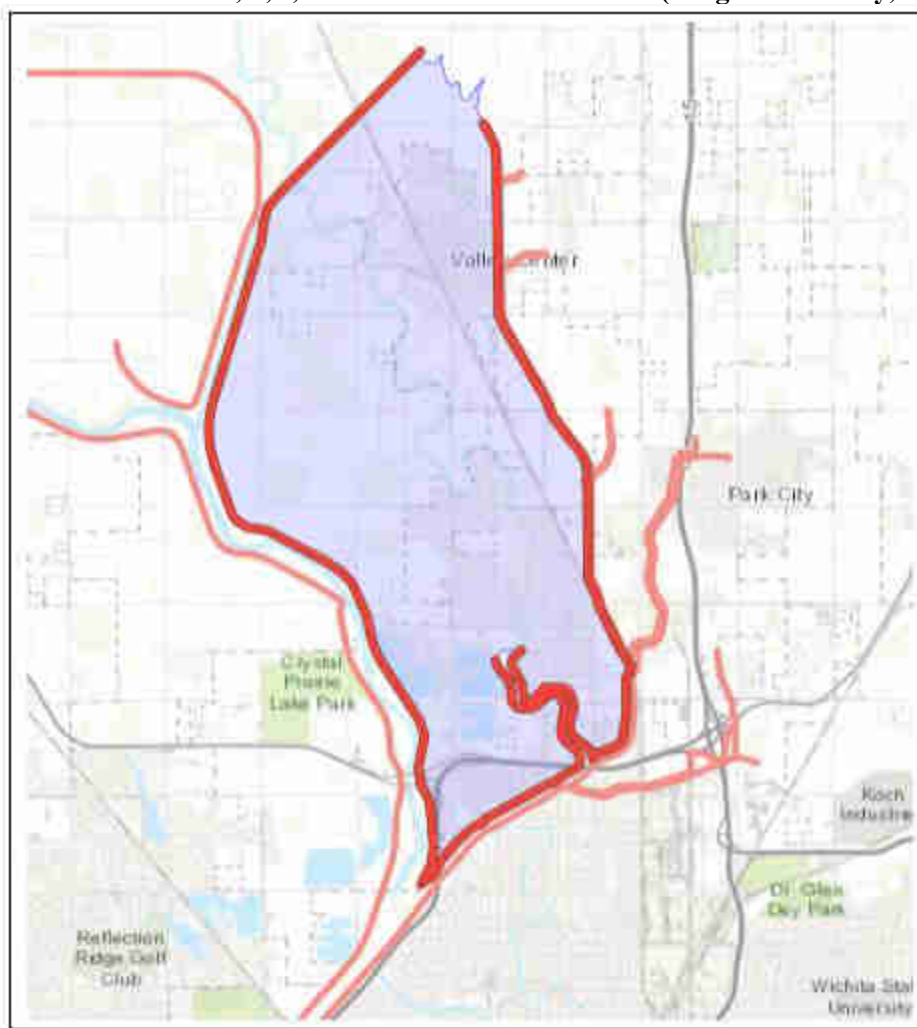 Valley Center
Park City
Crystal
Prairie
Lake Park
Koch
Industrie
Dr. Glen
Dey Park
Reflection
Ridge Golf
Club
Wichita Stat
University